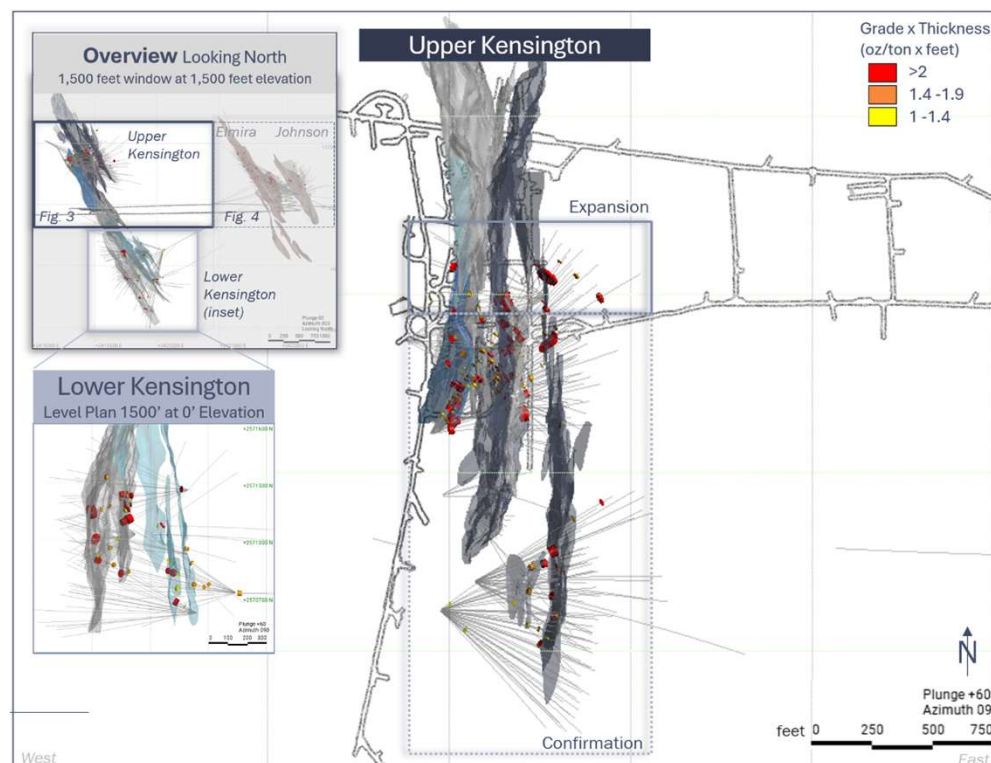 Overview Looking North
1,500 feet window at 1,500 feet elevation
Upper
Kensington
Elmira Johnson
Fig. 3
Fig. 4
Lower
Kensington
(inset)
Upper Kensington
Grade x Thickness
(oz/ton x feet)
>2
1.4 -1.9
1 -1.4
Expansion
Lower Kensington
Level Plan 1500' at 0' Elevation
Plunge +60
Azimuth 090
0 100 200 300
Confirmation
N
Plunge +60
Azimuth 09
feet 0 250 500 750
West
East